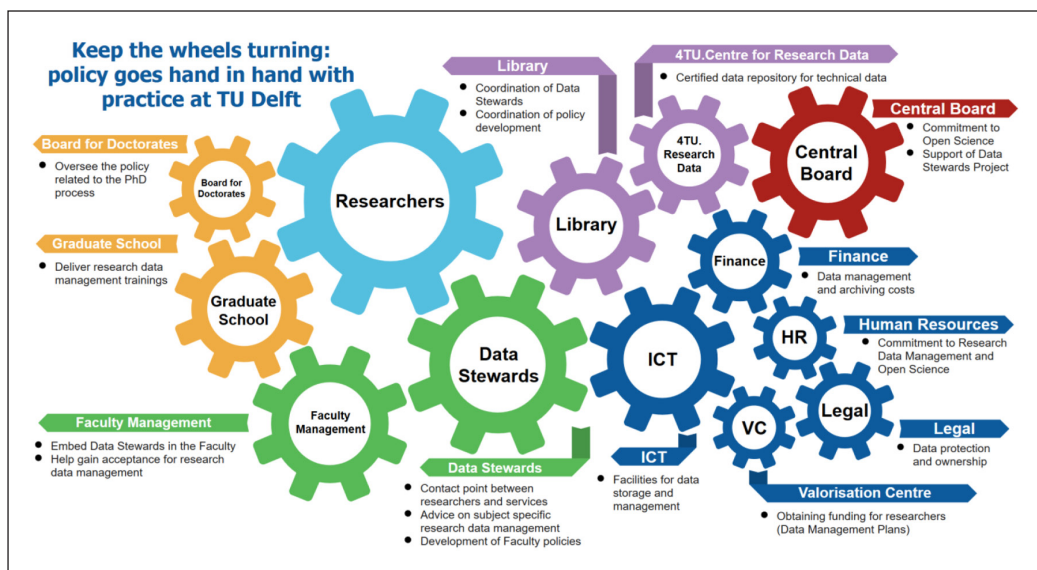 Keep the wheels turning:
policy goes hand in hand with
practice at TU Delft
Board for Doctorates
● Oversee the policy
related to the PhD
process
Board for
Doctorates
Graduate School
● Deliver research data
management trainings
Graduate
School
Researchers
Library
● Coordination of Data
Stewards
● Coordination of policy
development
Library
4TU.Centre for Research Data
● Certified data repository for technical data
4TU.
Research
Data
Central
Board
Central Board
● Commitment to
Open Science
● Support of Data
Stewards Project
Finance
Finance
● Data management
and archiving costs
HR
Human Resources
● Commitment to Research
Data Management and
Open Science
Legal
Legal
● Data protection
and ownership
VC
Valorisation Centre
● Obtaining funding for researchers
(Data Management Plans)
ICT
ICT
● Facilities for data
storage and
management
Data
Stewards
Data Stewards
● Contact point between
researchers and services
● Advice on subject specific
research data management
● Development of Faculty policies
Faculty
Management
Faculty Management
● Embed Data Stewards in the Faculty
● Help gain acceptance for research
data management